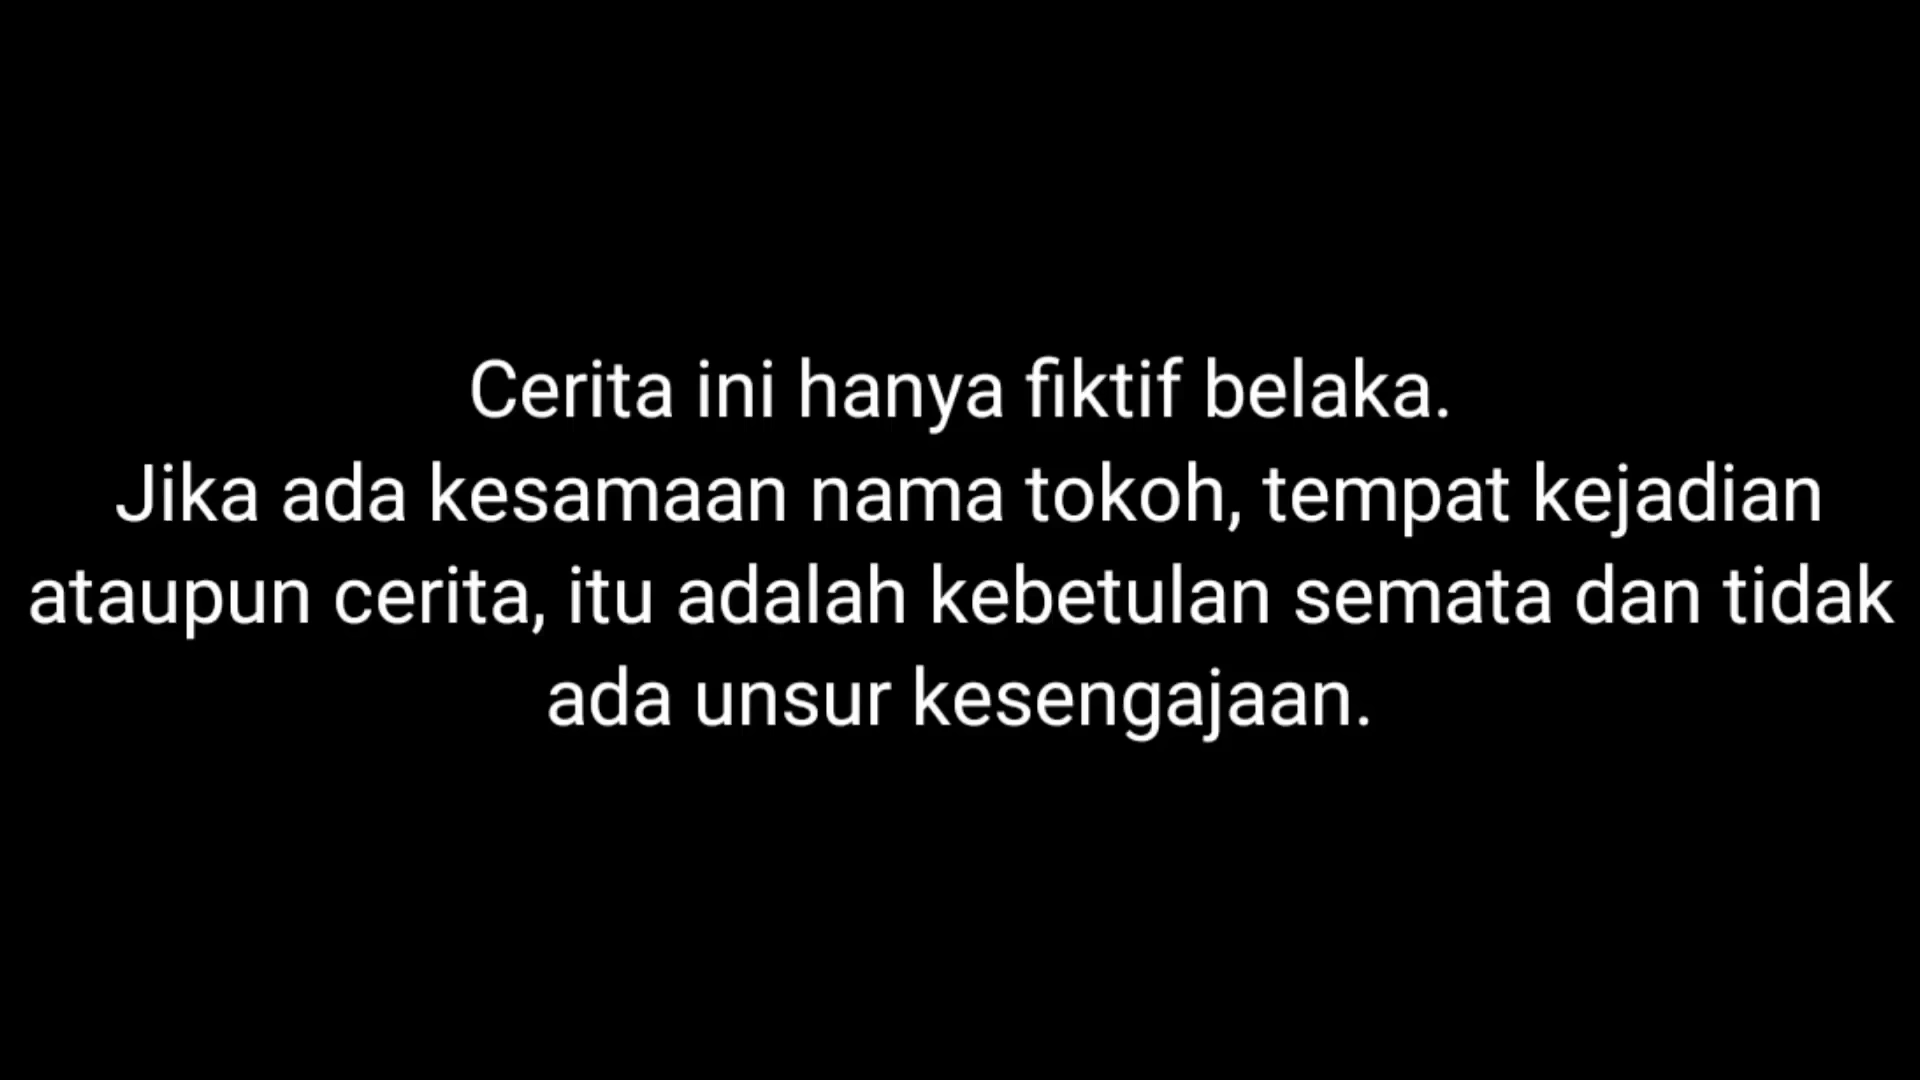 Cerita ini hanya fiktif belaka.
Jika ada kesamaan nama tokoh, tempat kejadian
ataupun cerita, itu adalah kebetulan semata dan tidak
ada unsur kesengajaan.